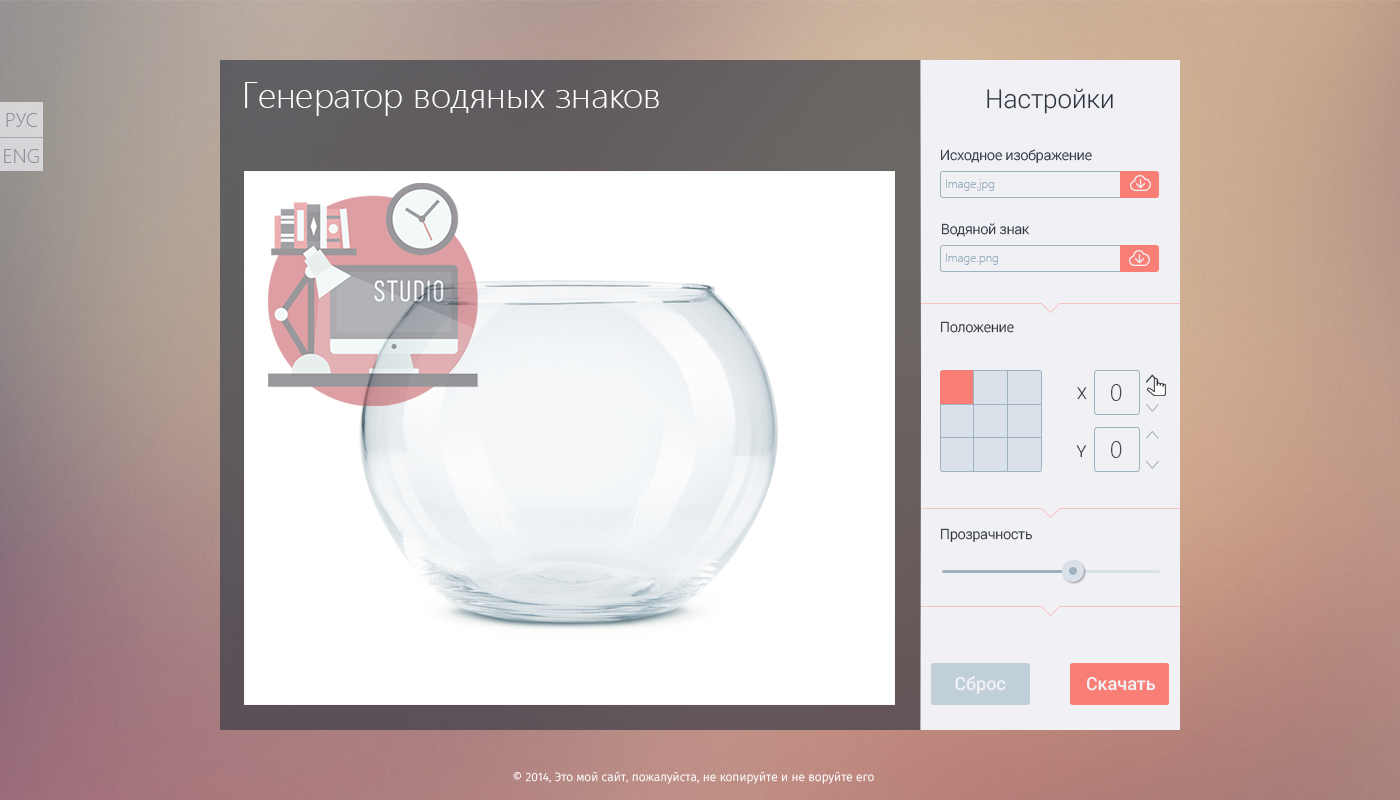 РУС
ENG
Генератор водяных знаков
STUDIO
Настройки
Исходное изображение
Image.jpg
Водяной знак
Image.png
Положение
X 0
Y 0
Прозрачность
Сброс
Скачать
© 2014, Это мой сайт, пожалуйста, не копируйте и не воруйте его